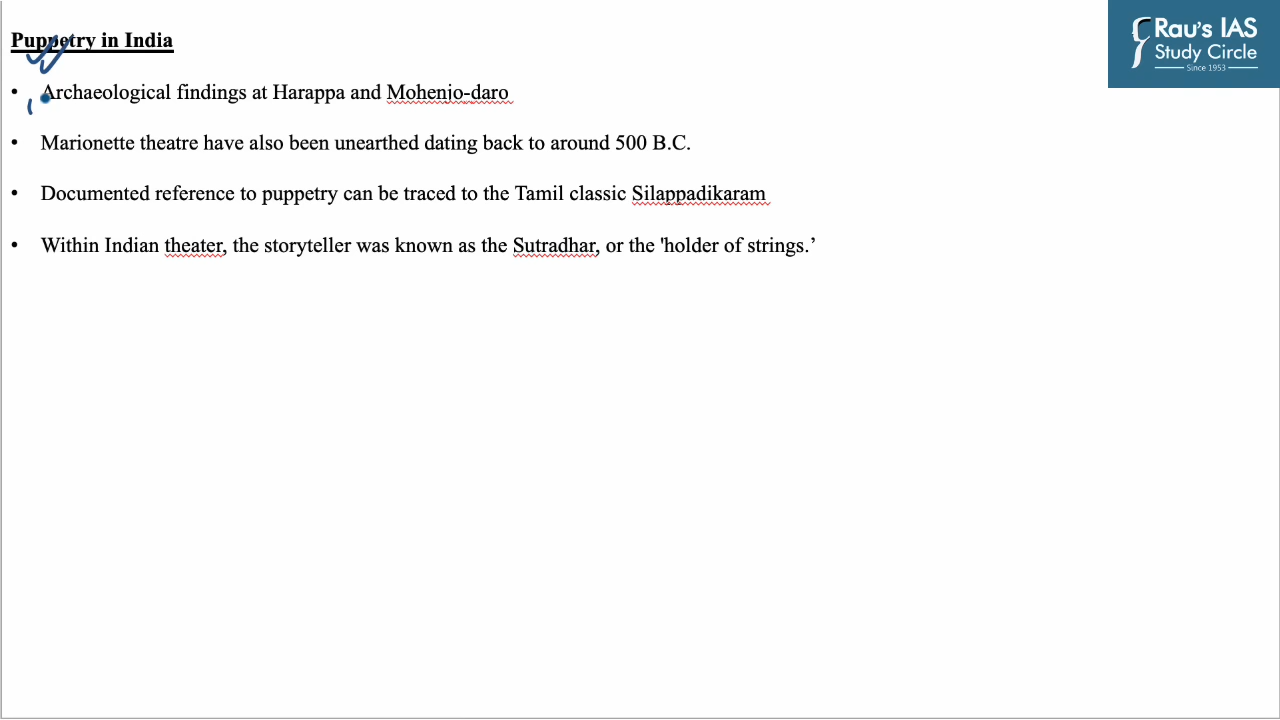 Puppetry in India
Rau's IAS
Study Circle
Since 1953
• Archaeological findings at Harappa and Mohenjo-daro
• Marionette theatre have also been unearthed dating back to around 500 B.C.
• Documented reference to puppetry can be traced to the Tamil classic Silappadikaram
• Within Indian theater, the storyteller was known as the Sutradhar, or the 'holder of strings.’